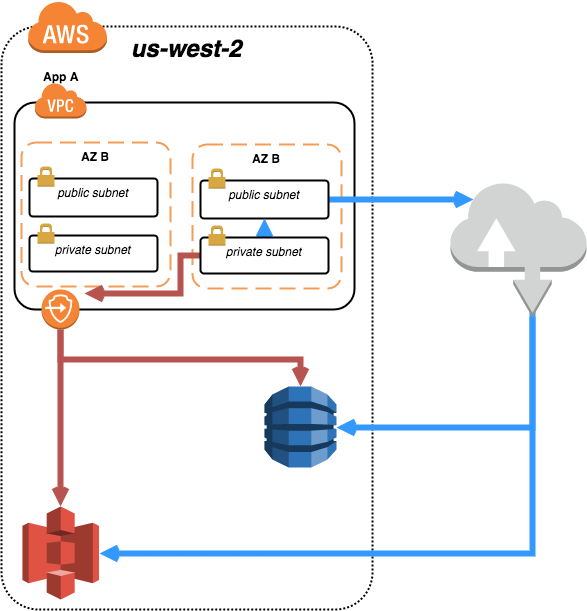 AWS
us-west-2
App A
VPC
AZ B
AZ B
public subnet
public subnet
private subnet
private subnet